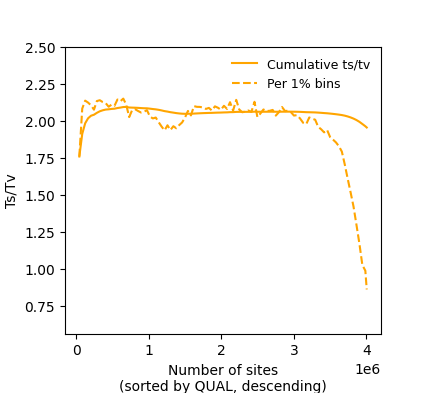 2.50
2.25
2.00
1.75
1.50
1.25
1.00
0.75
Ts/Tv
Cumulative ts/tv
Per 1% bins
0 1 2 3 4
1e6
Number of sites
(sorted by QUAL, descending)